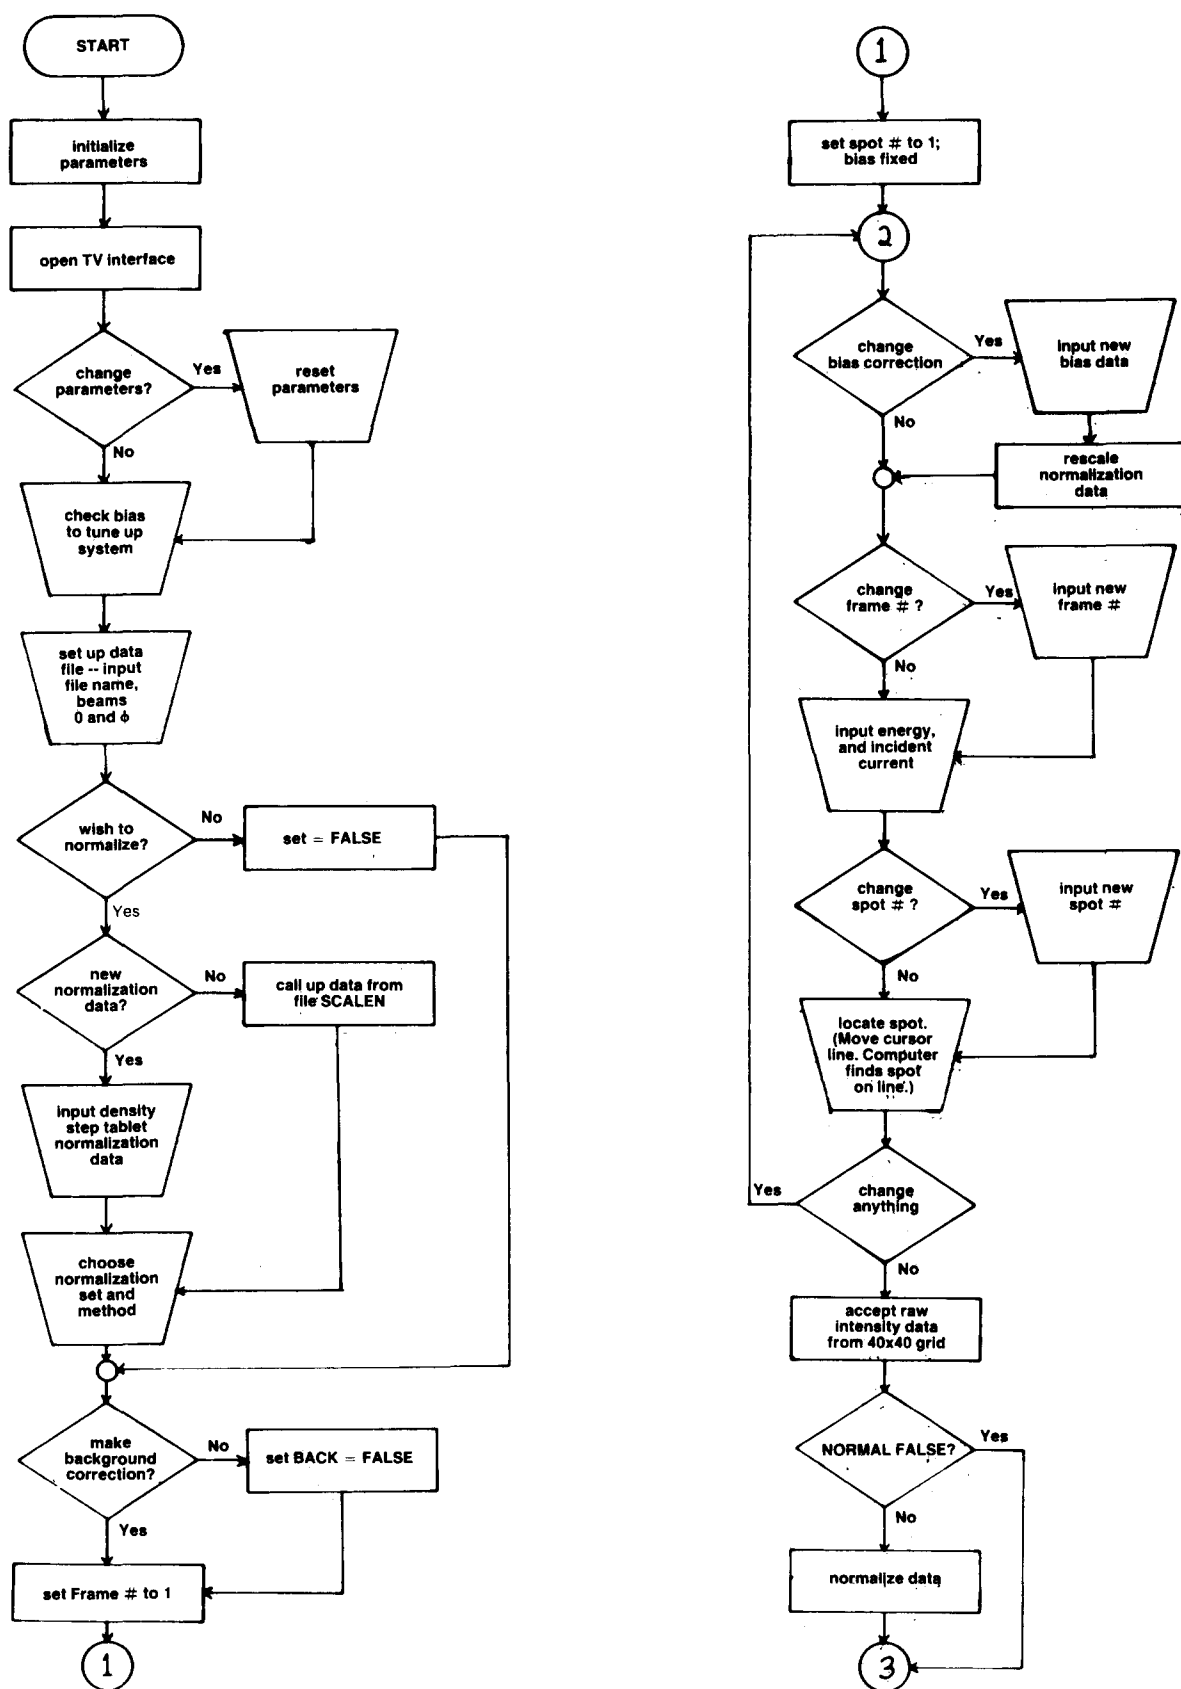 START
initialize
parameters
open TV interface
change
parameters?
Yes
reset
parameters
No
check bias
to tune up
system
set up data
file -- input
file name,
beams
0 and ϕ
wish to
normalize?
No
set = FALSE
Yes
new
normalization
data?
No
call up data from
file SCALEN
Yes
input density
step tablet
normalization
data
choose
normalization
set and
method
make
background
correction?
No
set BACK = FALSE
Yes
set Frame # to 1
1
1
set spot # to 1;
bias fixed
2
change
bias correction
Yes
input new
bias data
No
rescale
normalization
data
change
frame # ?
Yes
input new
frame #
No
input energy,
and incident
current
change
spot # ?
Yes
input new
spot #
No
locate spot.
(Move cursor
line. Computer
finds spot
on line.)
Yes
change
anything
No
accept raw
intensity data
from 40x40 grid
NORMAL FALSE?
Yes
No
normalize data
3